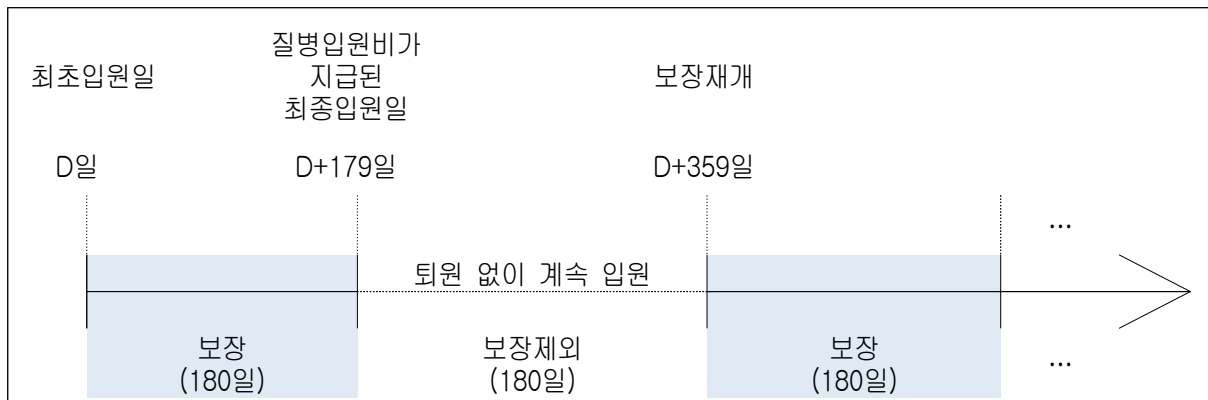 최초입원일
질병입원비가
지급된
최종입원일
보장재개
D일
D+179일
D+359일
...
퇴원 없이 계속 입원
보장
(180일)
보장제외
(180일)
보장
(180일)
...